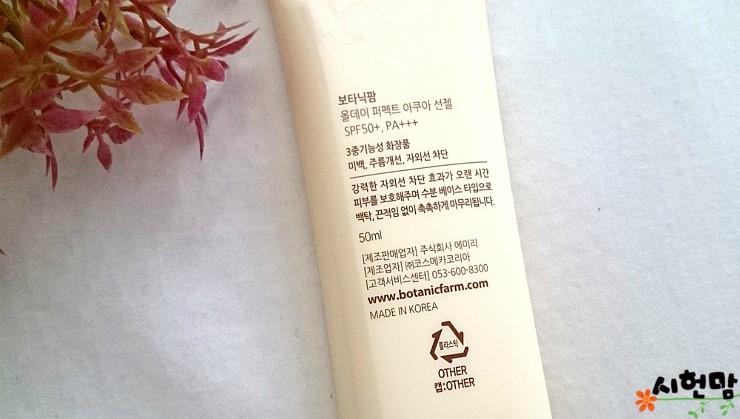 보타닉팜
올데이 퍼펙트 아쿠아 선젤
SPF50+, PA+++
3중기능성 화장품
미백, 주름개선, 자외선 차단
강력한 자외선 차단 효과가 오랜 시간
피부를 보호해주며 수분 베이스 타입으로
백탁, 끈적임 없이 촉촉하게 마무리됩니다.
50ml
[제조판매업자] 주식회사 에미리
[제조업자] ㈜코스메카코리아
[고객서비스센터] 053-600-8300
www.botanicfarm.com
MADE IN KOREA
플라스틱
OTHER
캡:OTHER
시헌맘